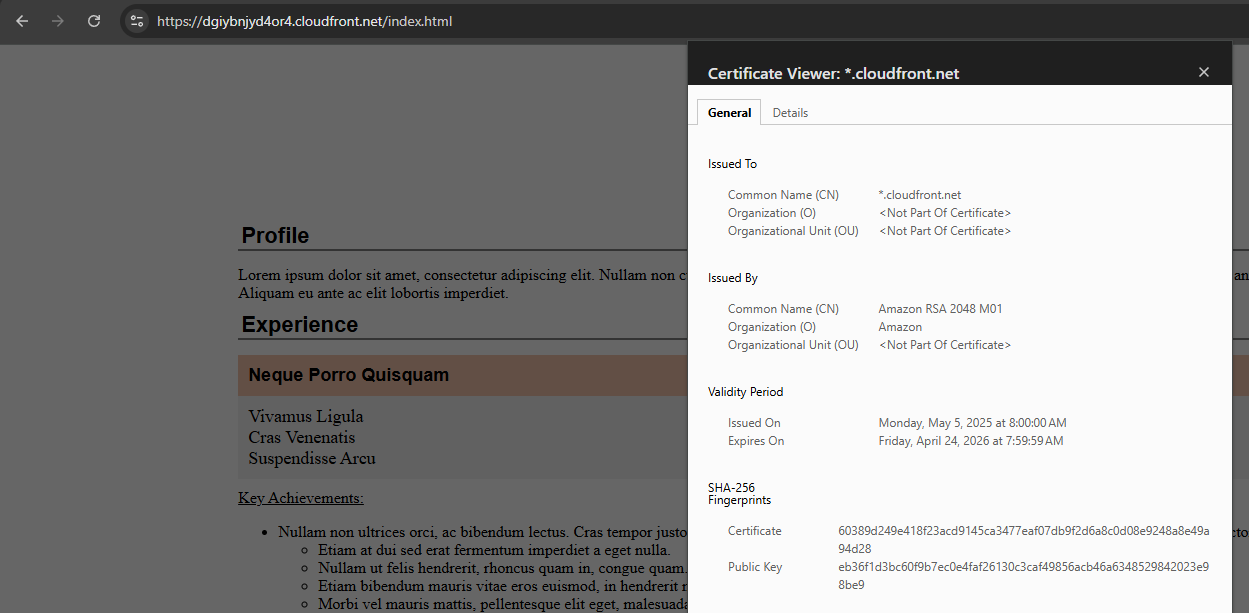 https://dgiybnjyd4or4.cloudfront.net/index.html
Profile
Lorem ipsum dolor sit amet, consectetur adipiscing elit. Nullam non c
an
Aliquam eu ante ac elit lobortis imperdiet.
Experience
Neque Porro Quisquam
Vivamus Ligula
Cras Venenatis
Suspendisse Arcu
Key Achievements:
• Nullam non ultrices orci, ac bibendum lectus. Cras tempor justo
cto
○ Etiam at dui sed erat fermentum imperdiet a eget nulla.
○ Nullam ut felis hendrerit, rhoncus quam in, congue quam.
○ Etiam bibendum mauris vitae eros euismod, in hendrerit
○ Morbi vel mauris mattis, pellentesque elit eget, malesuada
Certificate Viewer: *.cloudfront.net
General
Details
Issued To
Common Name (CN) *.cloudfront.net
Organization (O) <Not Part Of Certificate>
Organizational Unit (OU) <Not Part Of Certificate>
Issued By
Common Name (CN) Amazon RSA 2048 M01
Organization (O) Amazon
Organizational Unit (OU) <Not Part Of Certificate>
Validity Period
Issued On Monday, May 5, 2025 at 8:00:00 AM
Expires On Friday, April 24, 2026 at 7:59:59 AM
SHA-256
Fingerprints
Certificate 60389d249e418f23acd9145ca3477eaf07db9f2d6a8c0d08e9248a8e49a
94d28
Public Key eb36f1d3bc60f9b7ec0e4faf26130c3caf49856acb46a6348529842023e9
8be9